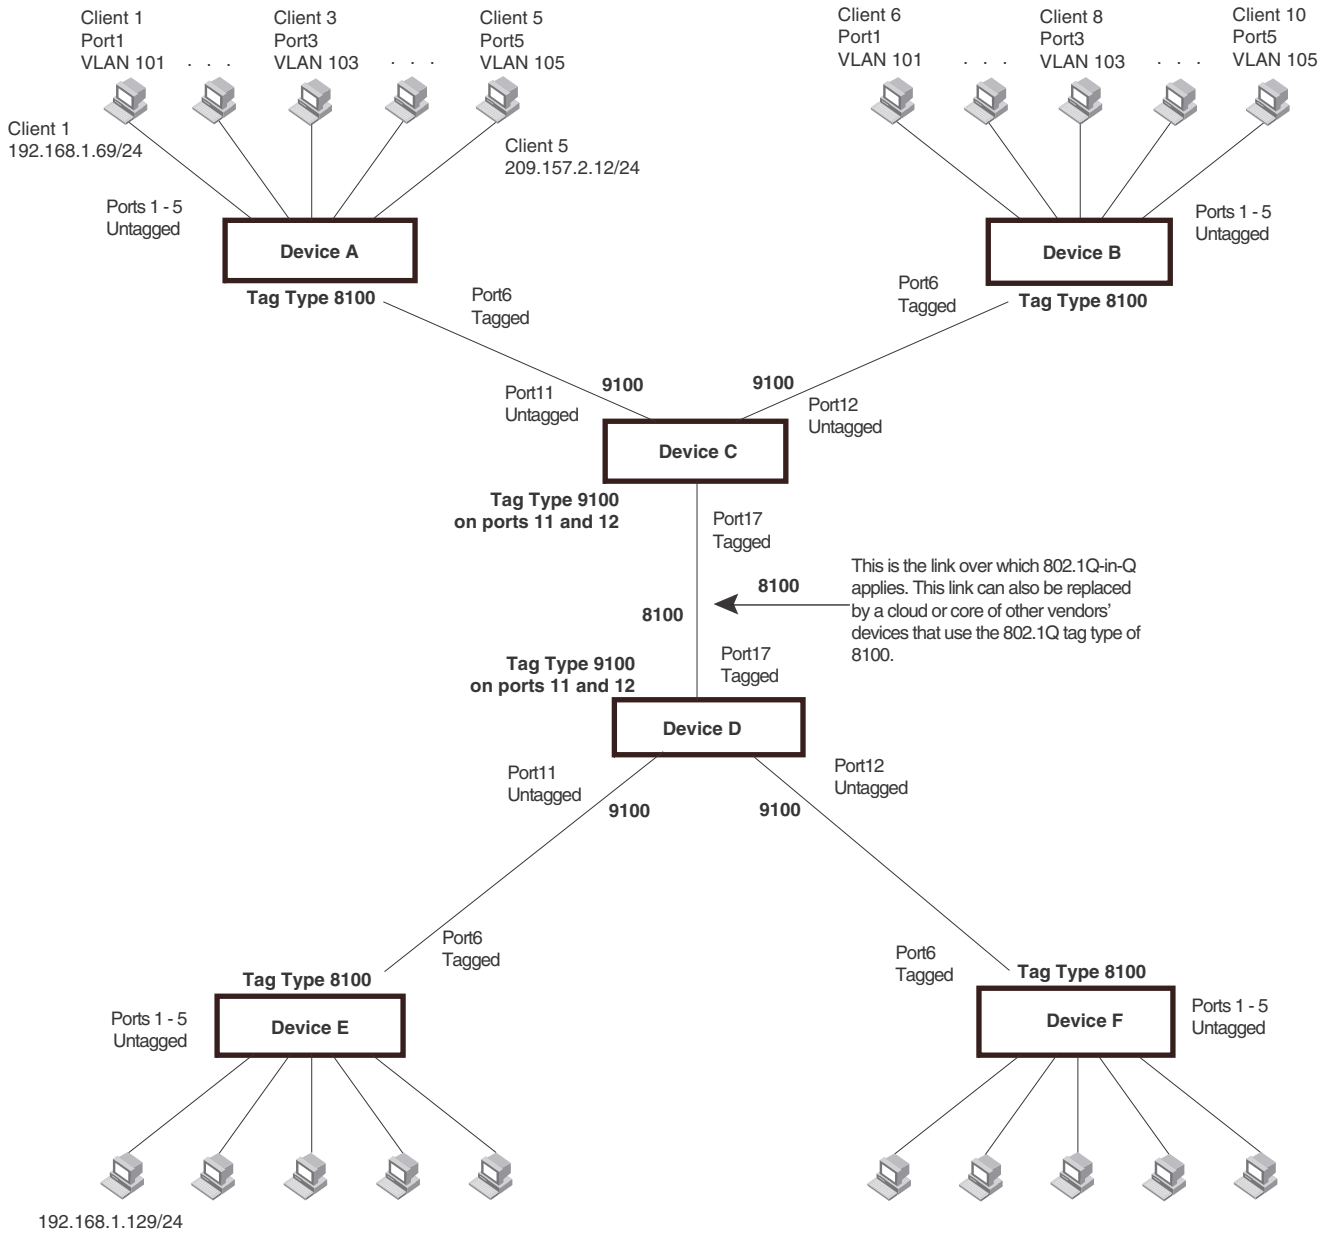 Client 1
Port1
VLAN 101
. . .
Client 3
Port3
VLAN 103
. . .
Client 5
Port5
VLAN 105
Client 6
Port1
VLAN 101
. . .
Client 8
Port3
VLAN 103
. . .
Client 10
Port5
VLAN 105
Client 1
192.168.1.69/24
Client 5
209.157.2.12/24
Ports 1 - 5
Untagged
Device A
Tag Type 8100
Ports 1 - 5
Untagged
Device B
Tag Type 8100
Port6
Tagged
Port6
Tagged
Port11
Untagged
9100
9100
Port12
Untagged
Device C
Tag Type 9100
on ports 11 and 12
Port17
Tagged
8100
8100
This is the link over which 802.1Q-in-Q
applies. This link can also be replaced
by a cloud or core of other vendors'
devices that use the 802.1Q tag type of
8100.
Tag Type 9100
on ports 11 and 12
Port17
Tagged
Device D
Port11
Untagged
9100
9100
Port12
Untagged
Port6
Tagged
Port6
Tagged
Tag Type 8100
Ports 1 - 5
Untagged
Device E
Tag Type 8100
Device F
Ports 1 - 5
Untagged
192.168.1.129/24